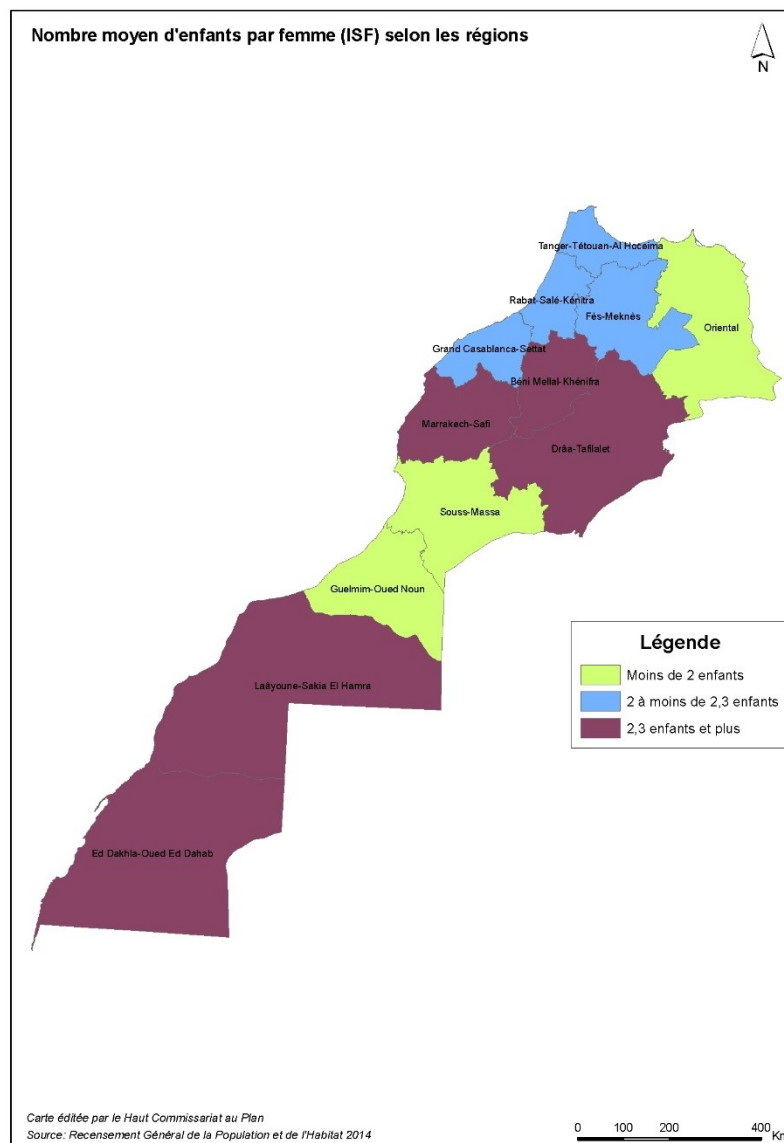 Nombre moyen d'enfants par femme (ISF) selon les régions
N
Tanger-Tétouan-Al Hoceima
Rabat-Salé-Kénitra
Fès-Meknès
Oriental
Grand Casablanca-Settat
Béni Mellal-Khénifra
Marrakech-Safi
Drâa-Tafilalet
Souss-Massa
Guelmim-Oued Noun
Laâyoune-Sakia El Hamra
Ed Dakhla-Oued Ed Dahab
Légende
Moins de 2 enfants
2 à moins de 2,3 enfants
2,3 enfants et plus
Carte éditée par le Haut Commissariat au Plan
Source: Recensement Général de la Population et de l'Habitat 2014
0 100 200 400
Km